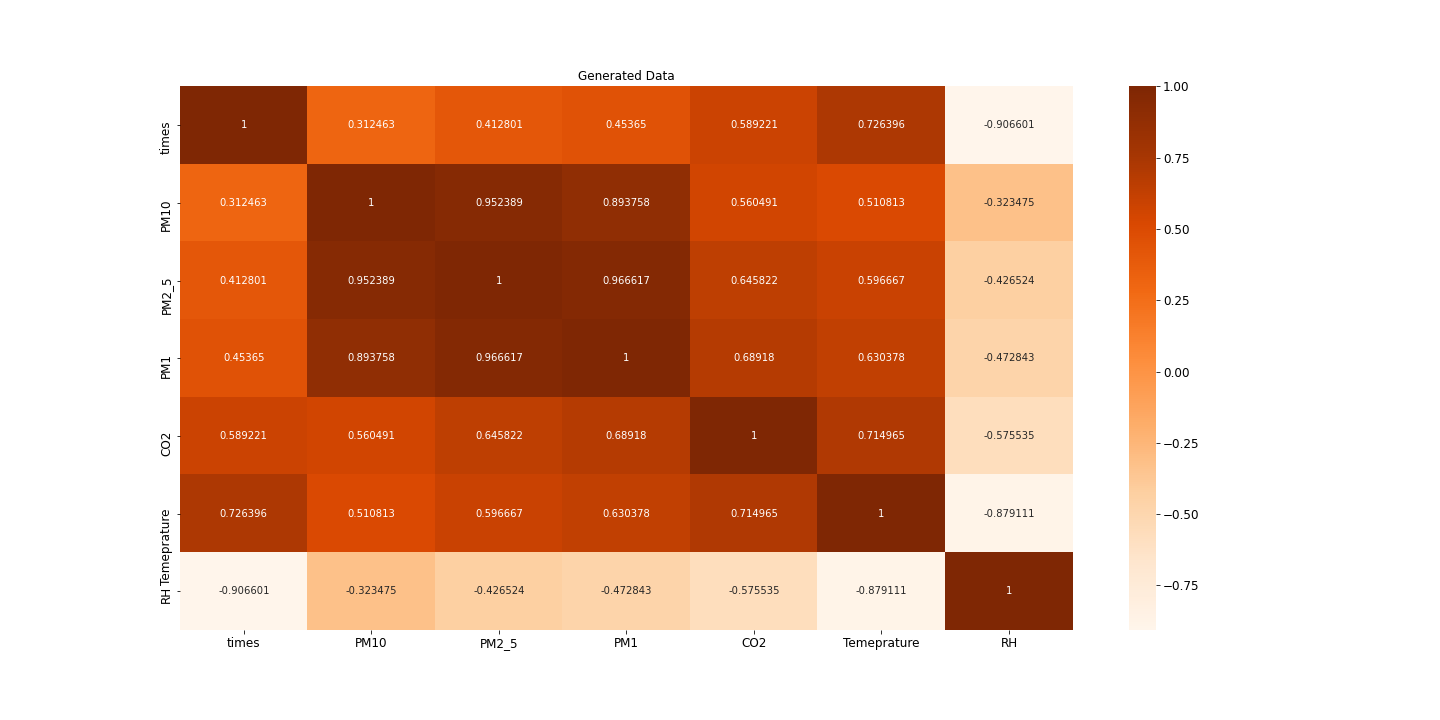 Generated Data
times 1 0.312463 0.412801 0.45365 0.589221 0.726396 -0.906601
PM10 0.312463 1 0.952389 0.893758 0.560491 0.510813 -0.323475
PM2_5 0.412801 0.952389 1 0.966617 0.645822 0.596667 -0.426524
PM1 0.45365 0.893758 0.966617 1 0.68918 0.630378 -0.472843
CO2 0.589221 0.560491 0.645822 0.68918 1 0.714965 -0.575535
Temeprature 0.726396 0.510813 0.596667 0.630378 0.714965 1 -0.879111
RH -0.906601 -0.323475 -0.426524 -0.472843 -0.575535 -0.879111 1
times PM10 PM2_5 PM1 CO2 Temeprature RH
1.00
0.75
0.50
0.25
0.00
−0.25
−0.50
−0.75